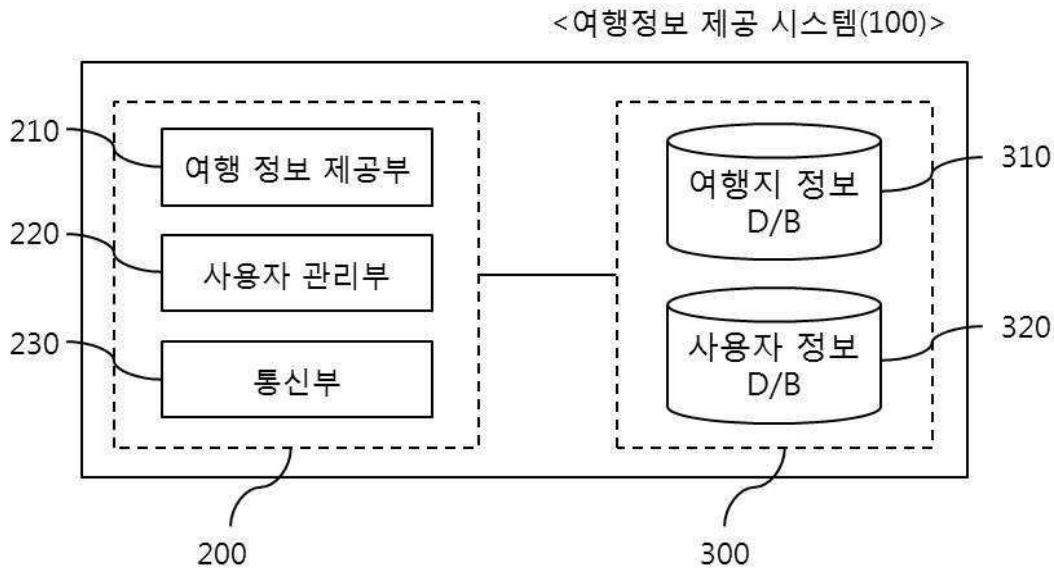 <여행정보 제공 시스템(100)>
210
여행 정보 제공부
220
사용자 관리부
230
통신부
200
310
여행지 정보
D/B
320
사용자 정보
D/B
300